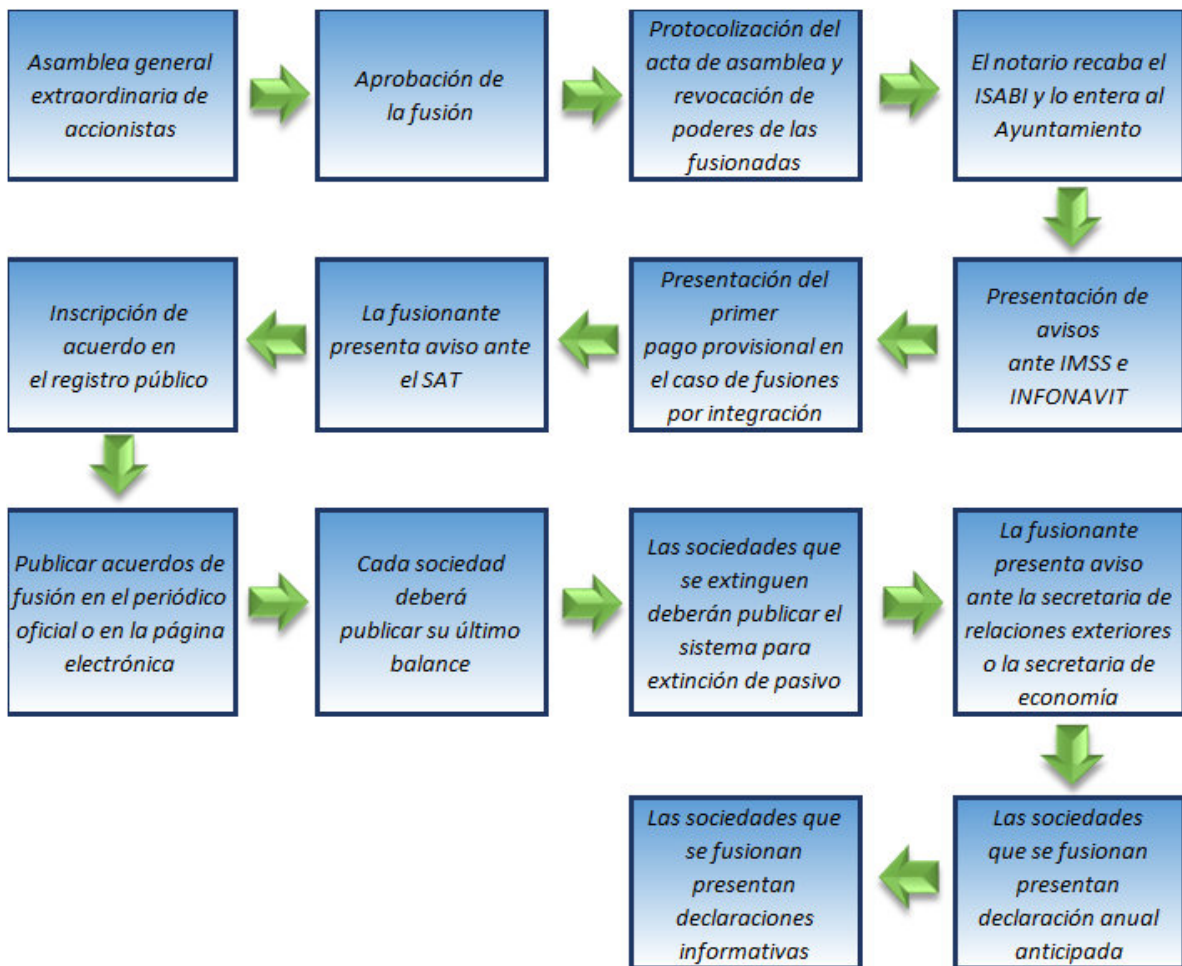 Asamblea general
extraordinaria de
accionistas
Aprobación de
la fusión
Protocolización del
acta de asamblea y
revocación de
poderes de las
fusionadas
El notario recaba el
ISABI y lo entera al
Ayuntamiento
Presentación de
avisos
ante IMSS e
INFONAVIT
Presentación del
primer
pago provisional en
el caso de fusiones
por integración
La fusionante
presenta aviso ante
el SAT
Inscripción de
acuerdo en
el registro público
Publicar acuerdos de
fusión en el periódico
oficial o en la página
electrónica
Cada sociedad
deberá
publicar su último
balance
Las sociedades que
se extinguen
deberán publicar el
sistema para
extinción de pasivo
La fusionante
presenta aviso
ante la secretaria de
relaciones exteriores
o la secretaria de
economía
Las sociedades
que se fusionan
presentan
declaración anual
anticipada
Las sociedades que
se fusionan
presentan
declaraciones
informativas